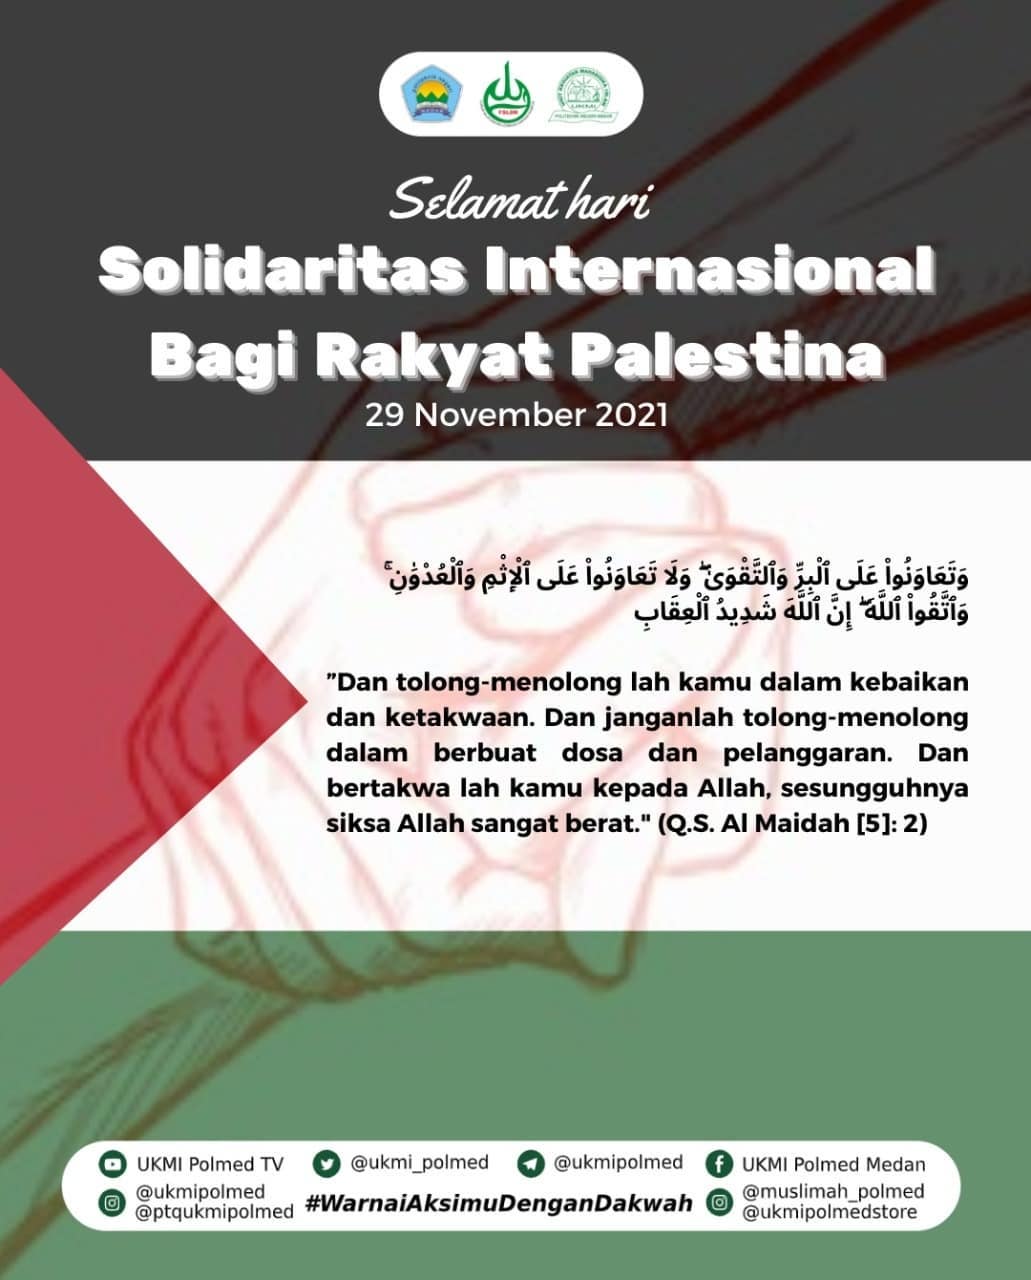 Selamat hari
Solidaritas Internasional
Bagi Rakyat Palestina
29 November 2021
وَتَعَاوَنُوا۟ عَلَى ٱلْبِرِّ وَٱلتَّقْوَىٰ ۖ وَلَا تَعَاوَنُوا۟ عَلَى ٱلْإِثْمِ وَٱلْعُدْوَٰنِ ۚ
وَٱتَّقُوا۟ ٱللَّهَ ۖ إِنَّ ٱللَّهَ شَدِيدُ ٱلْعِقَابِ
”Dan tolong-menolong lah kamu dalam kebaikan
dan ketakwaan. Dan janganlah tolong-menolong
dalam berbuat dosa dan pelanggaran. Dan
bertakwa lah kamu kepada Allah, sesungguhnya
siksa Allah sangat berat." (Q.S. Al Maidah [5]: 2)
UKMI Polmed TV @ukmi_polmed @ukmipolmed UKMI Polmed Medan
@ukmipolmed
@ptqukmipolmed
#WarnaiAksimuDenganDakwah
@muslimah_polmed
@ukmipolmedstore